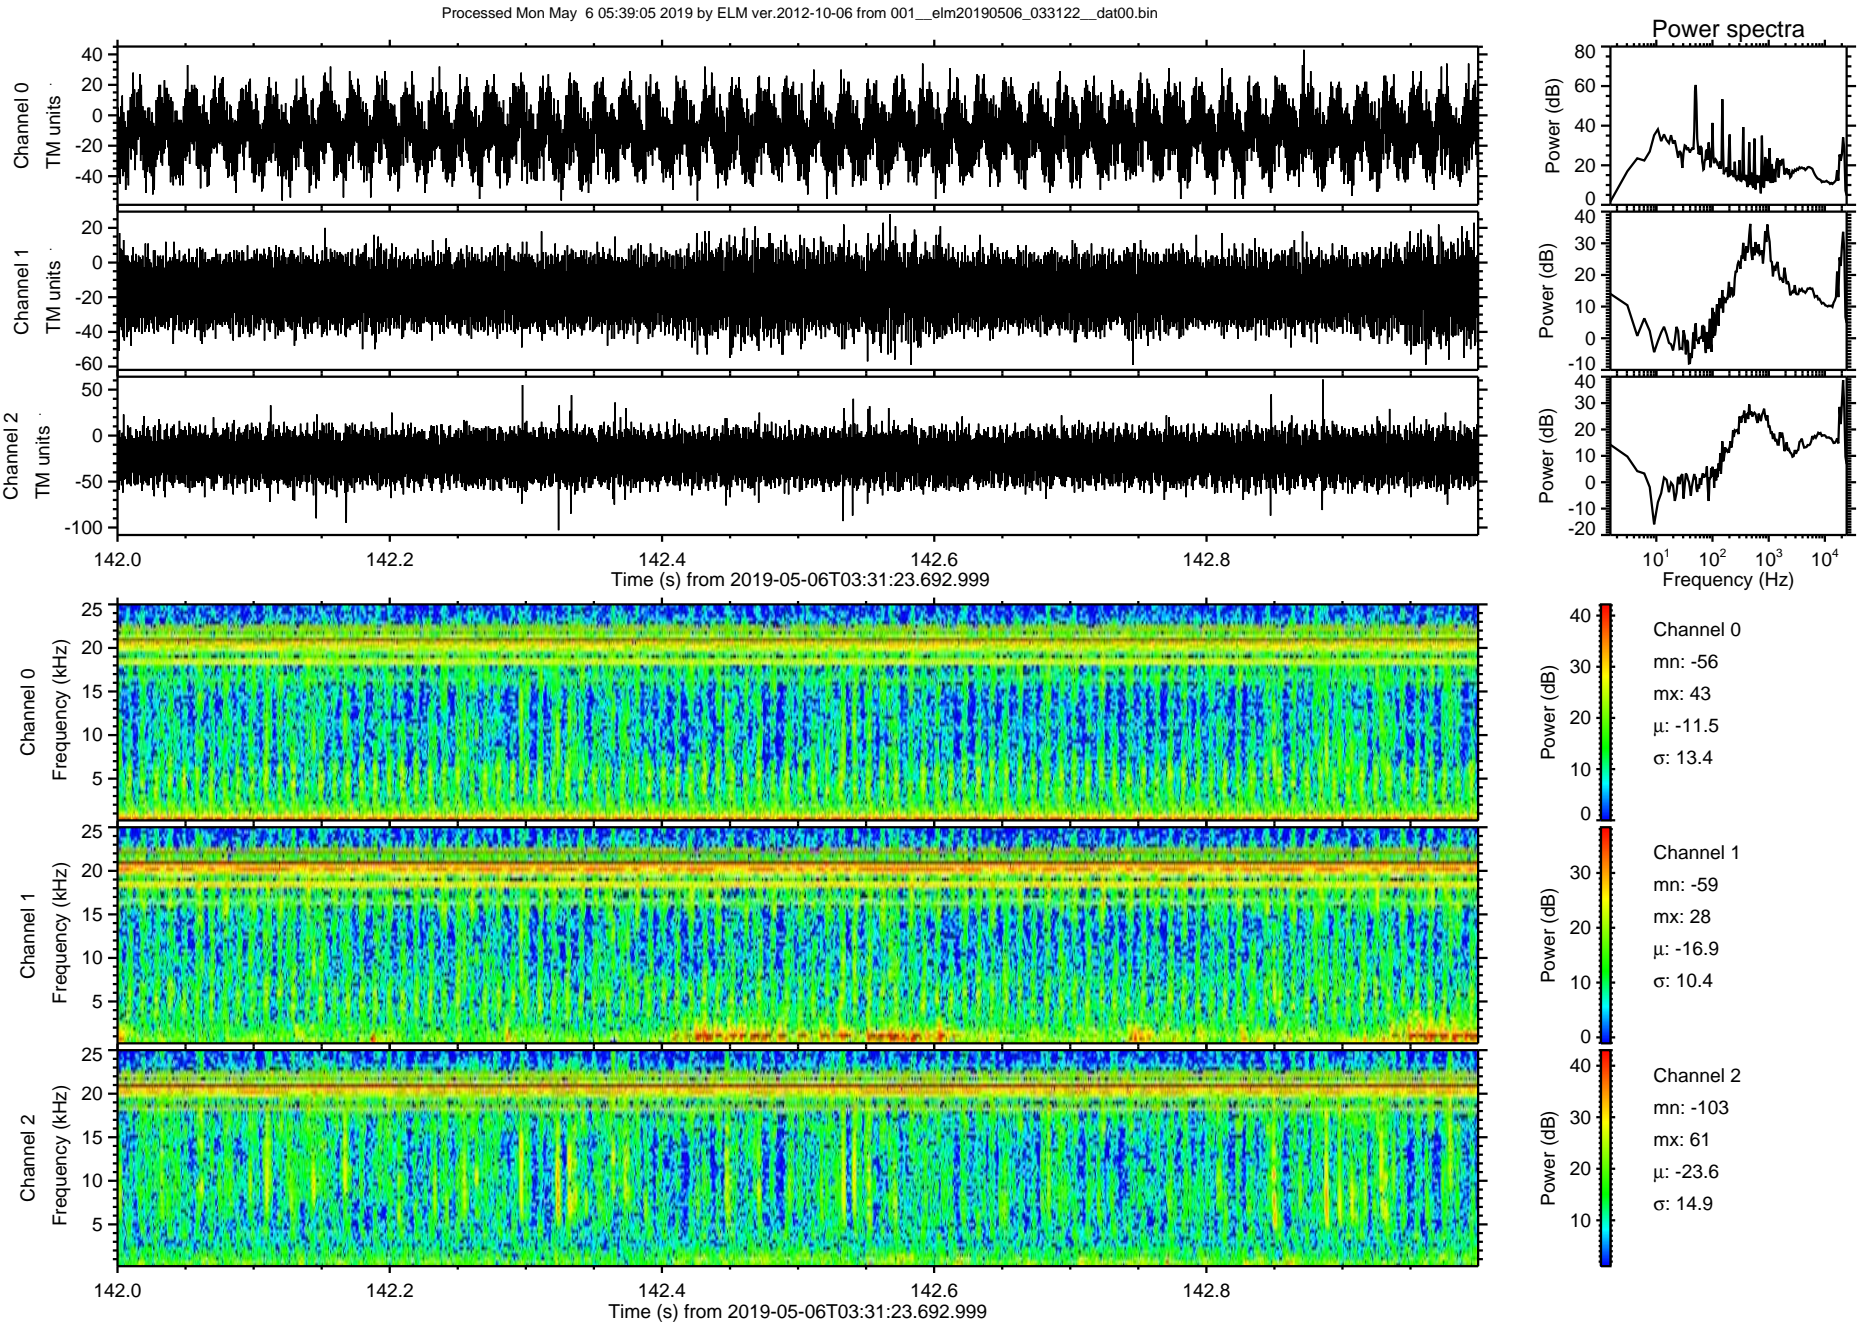 Processed Mon May  6 05:39:05 2019 by ELM ver.2012-10-06 from 001__elm20190506_033122__dat00.bin
Power spectra
Channel 0
TM units
40
20
0
-20
-40
Power (dB)
80
60
40
20
0
Channel 1
TM units
20
0
-20
-40
-60
Power (dB)
40
30
20
10
0
-10
Channel 2
TM units
50
0
-50
-100
Power (dB)
40
30
20
10
0
-10
-20
142.0 142.2 142.4 142.6 142.8
Time (s) from 2019-05-06T03:31:23.692.999
10¹ 10² 10³ 10⁴
Frequency (Hz)
Channel 0
Frequency (kHz)
25
20
15
10
5
Power (dB)
40
30
20
10
0
Channel 0
mn: -56
mx: 43
μ: -11.5
σ: 13.4
Channel 1
Frequency (kHz)
25
20
15
10
5
Power (dB)
30
20
10
0
Channel 1
mn: -59
mx: 28
μ: -16.9
σ: 10.4
Channel 2
Frequency (kHz)
25
20
15
10
5
Power (dB)
40
30
20
10
Channel 2
mn: -103
mx: 61
μ: -23.6
σ: 14.9
142.0 142.2 142.4 142.6 142.8
Time (s) from 2019-05-06T03:31:23.692.999